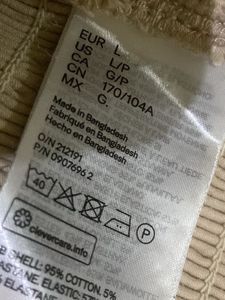 EUR L
US L/P
CA G/P
CN 170/104A
MX G.
Made in Bangladesh
Fabriqué en Bangladesh
Hecho en Bangladesh
O/N 212191
P/N 0907696 2
40
P
clevercare.info
SHELL: 95% COTTON, 5%
ELASTANE, ELASTIC: